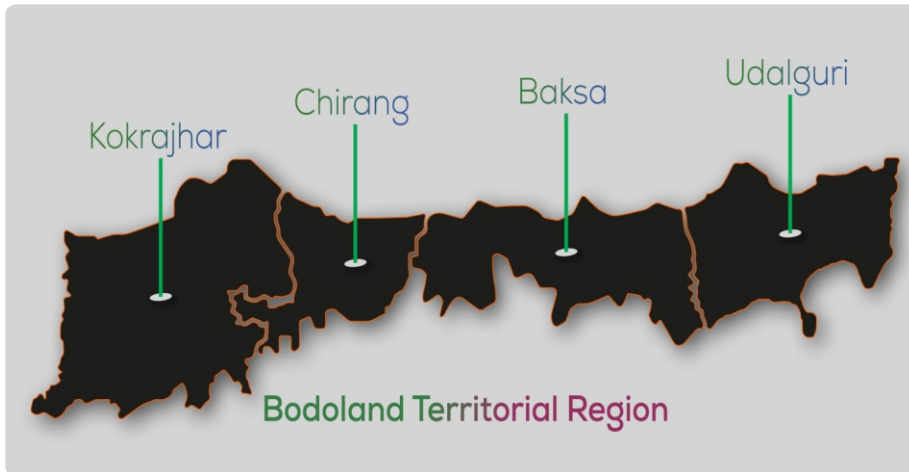 Kokrajhar
Chirang
Baksa
Udalguri
Bodoland Territorial Region